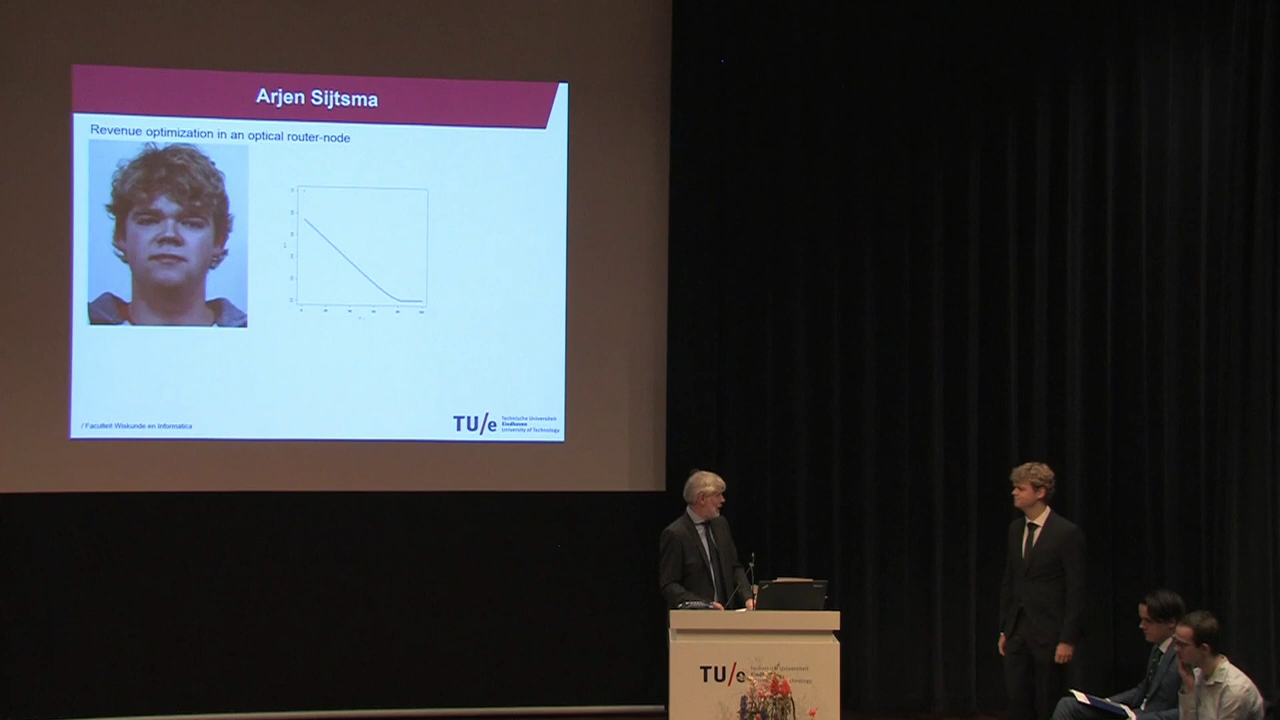 Arjen Sijtsma
Revenue optimization in an optical router-node
/ Faculteit Wiskunde en Informatica
TU/e
Technische Universiteit
Eindhoven
University of Technology
TU/e